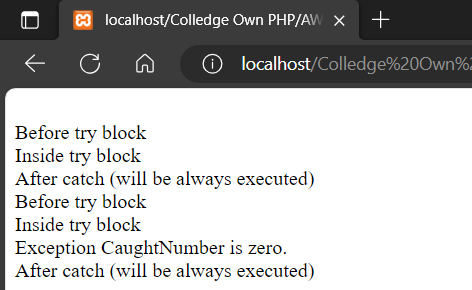 localhost/Colledge Own PHP/AW
localhost/Colledge%20Own%2
Before try block
Inside try block
After catch (will be always executed)
Before try block
Inside try block
Exception CaughtNumber is zero.
After catch (will be always executed)